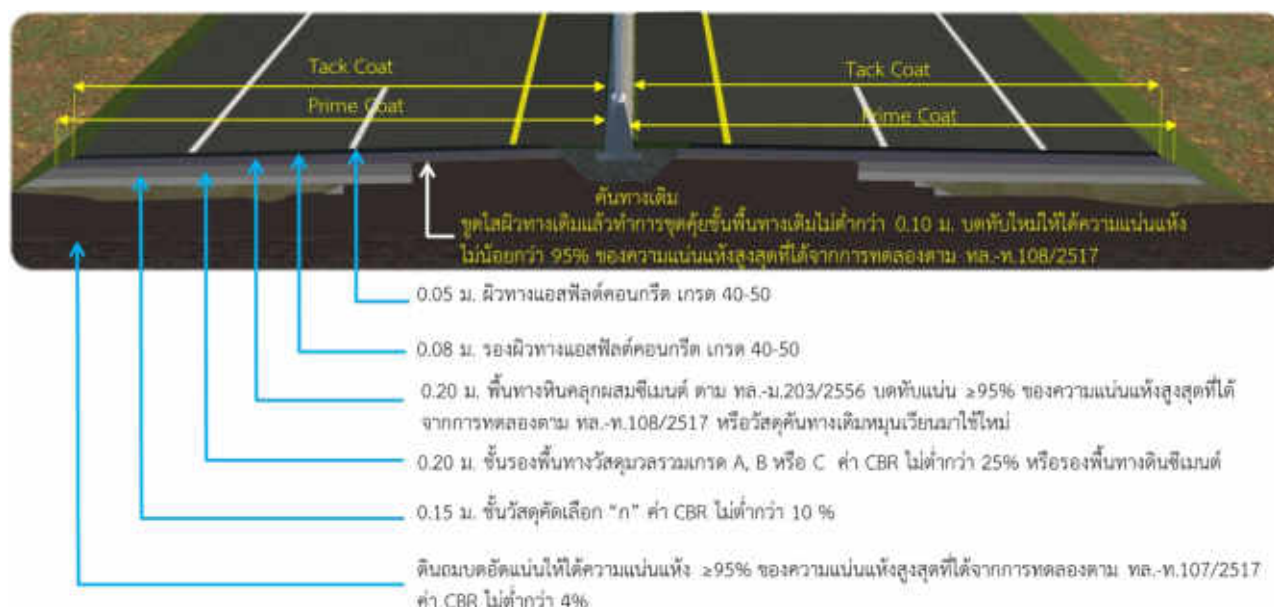 Tack Coat
Tack Coat
Prime Coat
Prime Coat
คันทางเดิม
ขูดไสผิวทางเดิมแล้วทำการขุดคุ้ยชั้นพื้นทางเดิมไม่ต่ำกว่า 0.10 ม. บดทับใหม่ให้ได้ความแน่นแห้ง
ไม่น้อยกว่า 95% ของความแน่นแห้งสูงสุดที่ได้จากการทดลองตาม ทล.-ท.108/2517
0.05 ม. ผิวทางแอสฟัลต์คอนกรีต เกรด 40-50
0.08 ม. รองผิวทางแอสฟัลต์คอนกรีต เกรด 40-50
0.20 ม. พื้นทางหินคลุกผสมซีเมนต์ ตาม ทล.-ม.203/2556 บดทับแน่น ≥95% ของความแน่นแห้งสูงสุดที่ได้
จากการทดลองตาม ทล.-ท.108/2517 หรือวัสดุคันทางเดิมหมุนเวียนมาใช้ใหม่
0.20 ม. ชั้นรองพื้นทางวัสดุมวลรวมเกรด A, B หรือ C ค่า CBR ไม่ต่ำกว่า 25% หรือรองพื้นทางดินซีเมนต์
0.15 ม. ชั้นวัสดุคัดเลือก "ก" ค่า CBR ไม่ต่ำกว่า 10 %
ดินถมบดอัดแน่นให้ได้ความแน่นแห้ง ≥95% ของความแน่นแห้งสูงสุดที่ได้จากการทดลองตาม ทล.-ท.107/2517
ค่า CBR ไม่ต่ำกว่า 4%